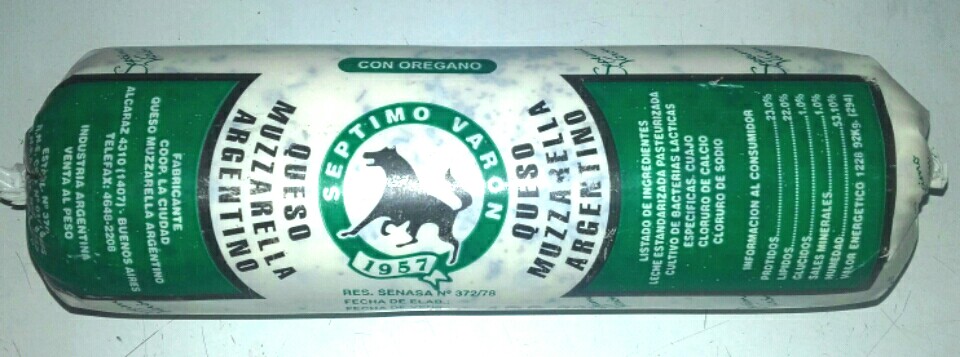 CON OREGANO
SEPTIMO VARON
1957
RES. SENASA Nº 372/78
FECHA DE ELAB.:
QUESO
MUZZARELLA
ARGENTINO
QUESO
MUZZARELLA
ARGENTINO
FABRICANTE
COOP. LA CIUDAD
QUESO MUZZARELLA ARGENTINO
ALCARAZ 4310 (1407) - BUENOS AIRES
TELEFAX: 4648-2206
INDUSTRIA ARGENTINA
VENTA AL PESO
LISTADO DE INGREDIENTES
LECHE ESTANDARIZADA PASTEURIZADA
CULTIVO DE BACTERIAS LACTICAS
ESPECIFICAS, CUAJO
CLORURO DE CALCIO
CLORURO DE SODIO
INFORMACION AL CONSUMIDOR
PROTIDOS 23.0%
LIPIDOS 22.0%
GLUCIDOS 1.0%
SALES MINERALES 1.0%
HUMEDAD 53.10%
VALOR ENERGETICO 1228 92Kg. (294)